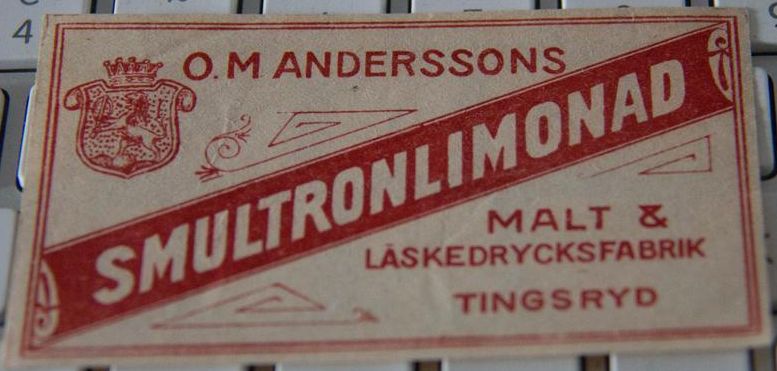 O.M ANDERSSONS
SMULTRONLIMONAD
MALT &
LÄSKEDRYCKSFABRIK
TINGSRYD